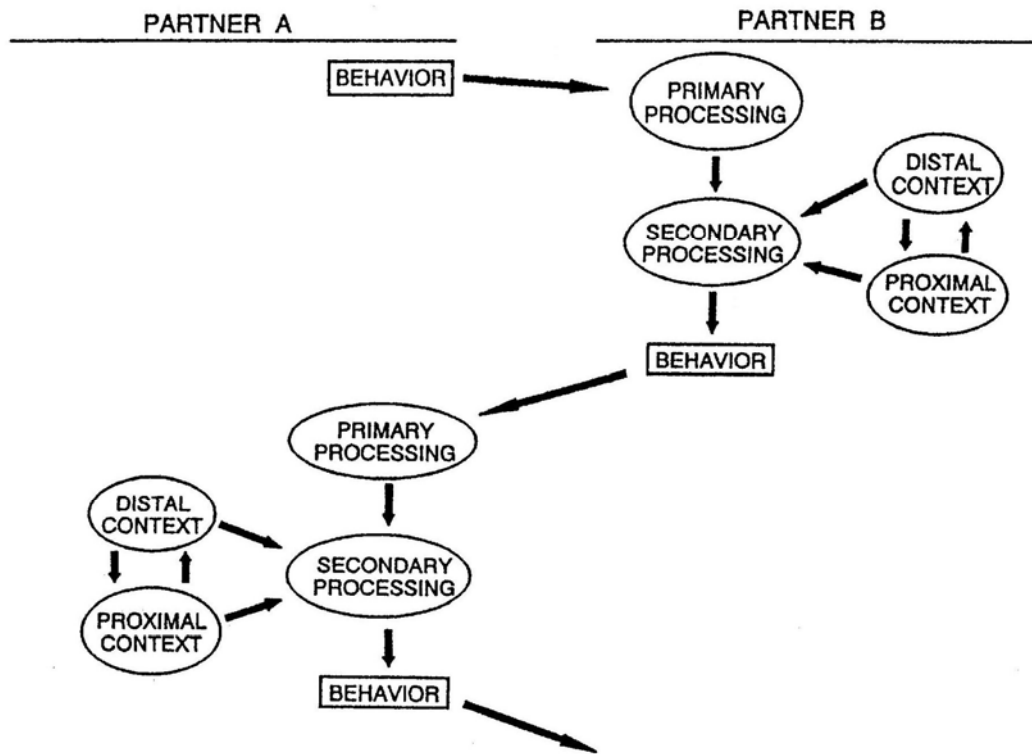 PARTNER A
PARTNER B
BEHAVIOR
PRIMARY
PROCESSING
DISTAL
CONTEXT
SECONDARY
PROCESSING
PROXIMAL
CONTEXT
BEHAVIOR
PRIMARY
PROCESSING
DISTAL
CONTEXT
SECONDARY
PROCESSING
PROXIMAL
CONTEXT
BEHAVIOR